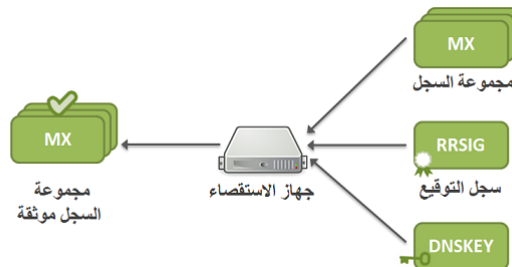 MX
مجموعة السجل
RRSIG
سجل التوقيع
DNSKEY
جهاز الاستقصاء
MX
مجموعة
السجل موثقة